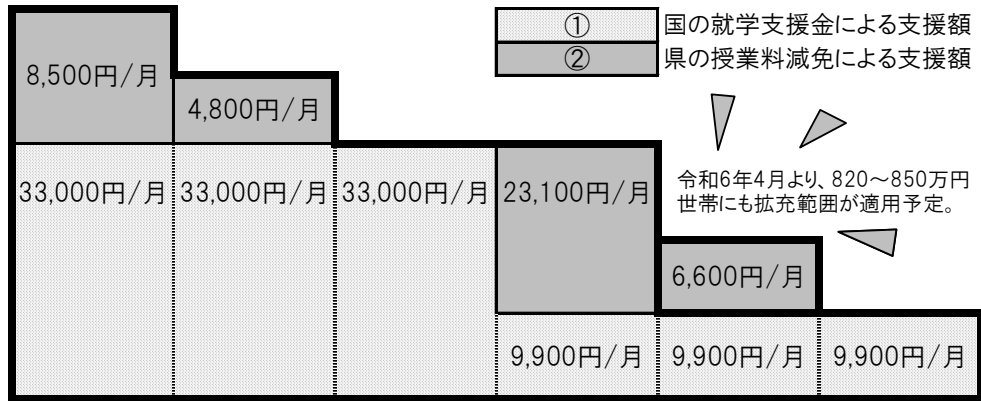 ① 国の就学支援金による支援額
② 県の授業料減免による支援額
8,500円/月
4,800円/月
33,000円/月 33,000円/月 33,000円/月 23,100円/月
令和6年4月より、820～850万円
世帯にも拡充範囲が適用予定。
6,600円/月
9,900円/月 9,900円/月 9,900円/月